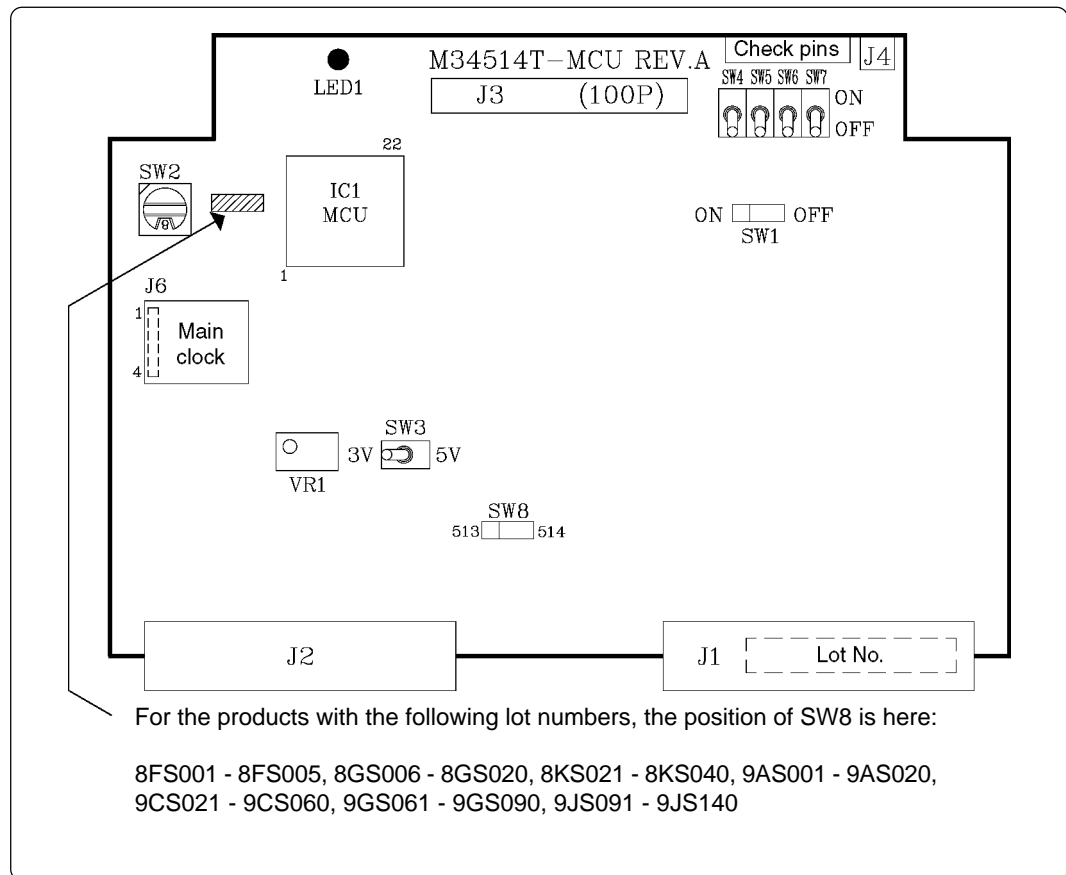 M34514T-MCU REV.A
Check pins
J4
LED1
J3 (100P)
SW4 SW5 SW6 SW7
ON
OFF
22
SW2
IC1
MCU
ON OFF
SW1
1
J6
1
Main
clock
4
SW3
3V 5V
VR1
SW8
513 514
J2
J1
Lot No.
For the products with the following lot numbers, the position of SW8 is here:
8FS001 - 8FS005, 8GS006 - 8GS020, 8KS021 - 8KS040, 9AS001 - 9AS020,
9CS021 - 9CS060, 9GS061 - 9GS090, 9JS091 - 9JS140